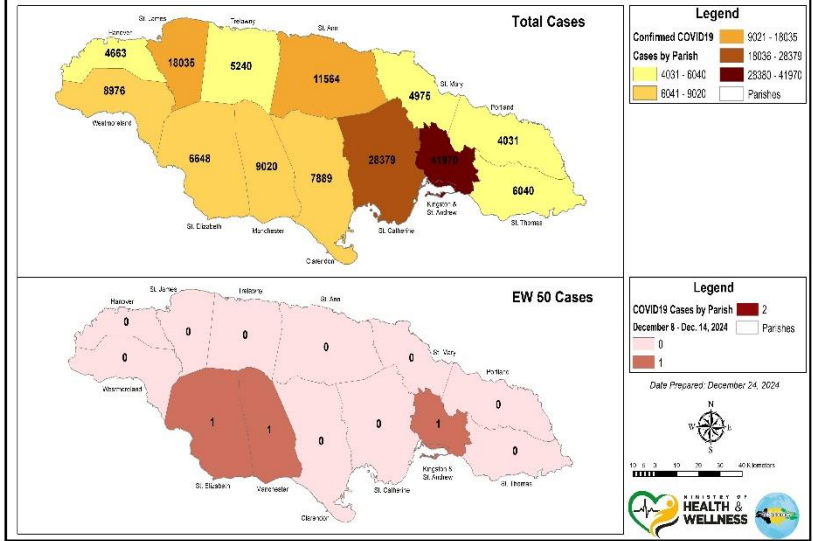 Total Cases
Hanover
St. James
Trelawny
St. Ann
St. Mary
Portland
Westmoreland
St. Elizabeth
Manchester
Clarendon
St. Catherine
Kingston &
St. Andrew
St. Thomas
4663
18035
5240
11564
8976
4975
4031
6648
9020
7889
28379
41970
6040
Legend
Confirmed COVID19
Cases by Parish
4031 - 6040
6041 - 9020
9021 - 18035
18036 - 28379
28380 - 41970
Parishes
EW 50 Cases
Hanover
St. James
Trelawny
St. Ann
St. Mary
Portland
Westmoreland
St. Elizabeth
Manchester
Clarendon
St. Catherine
Kingston &
St. Andrew
St. Thomas
0
0
0
0
0
0
0
1
1
0
0
1
0
Legend
COVID19 Cases by Parish
December 8 - Dec. 14, 2024
0
1
2
Parishes
Date Prepared: December 24, 2024
N
W
E
S
10 5 0 10 20 30 40 Kilometers
MINISTRY OF
HEALTH &
WELLNESS